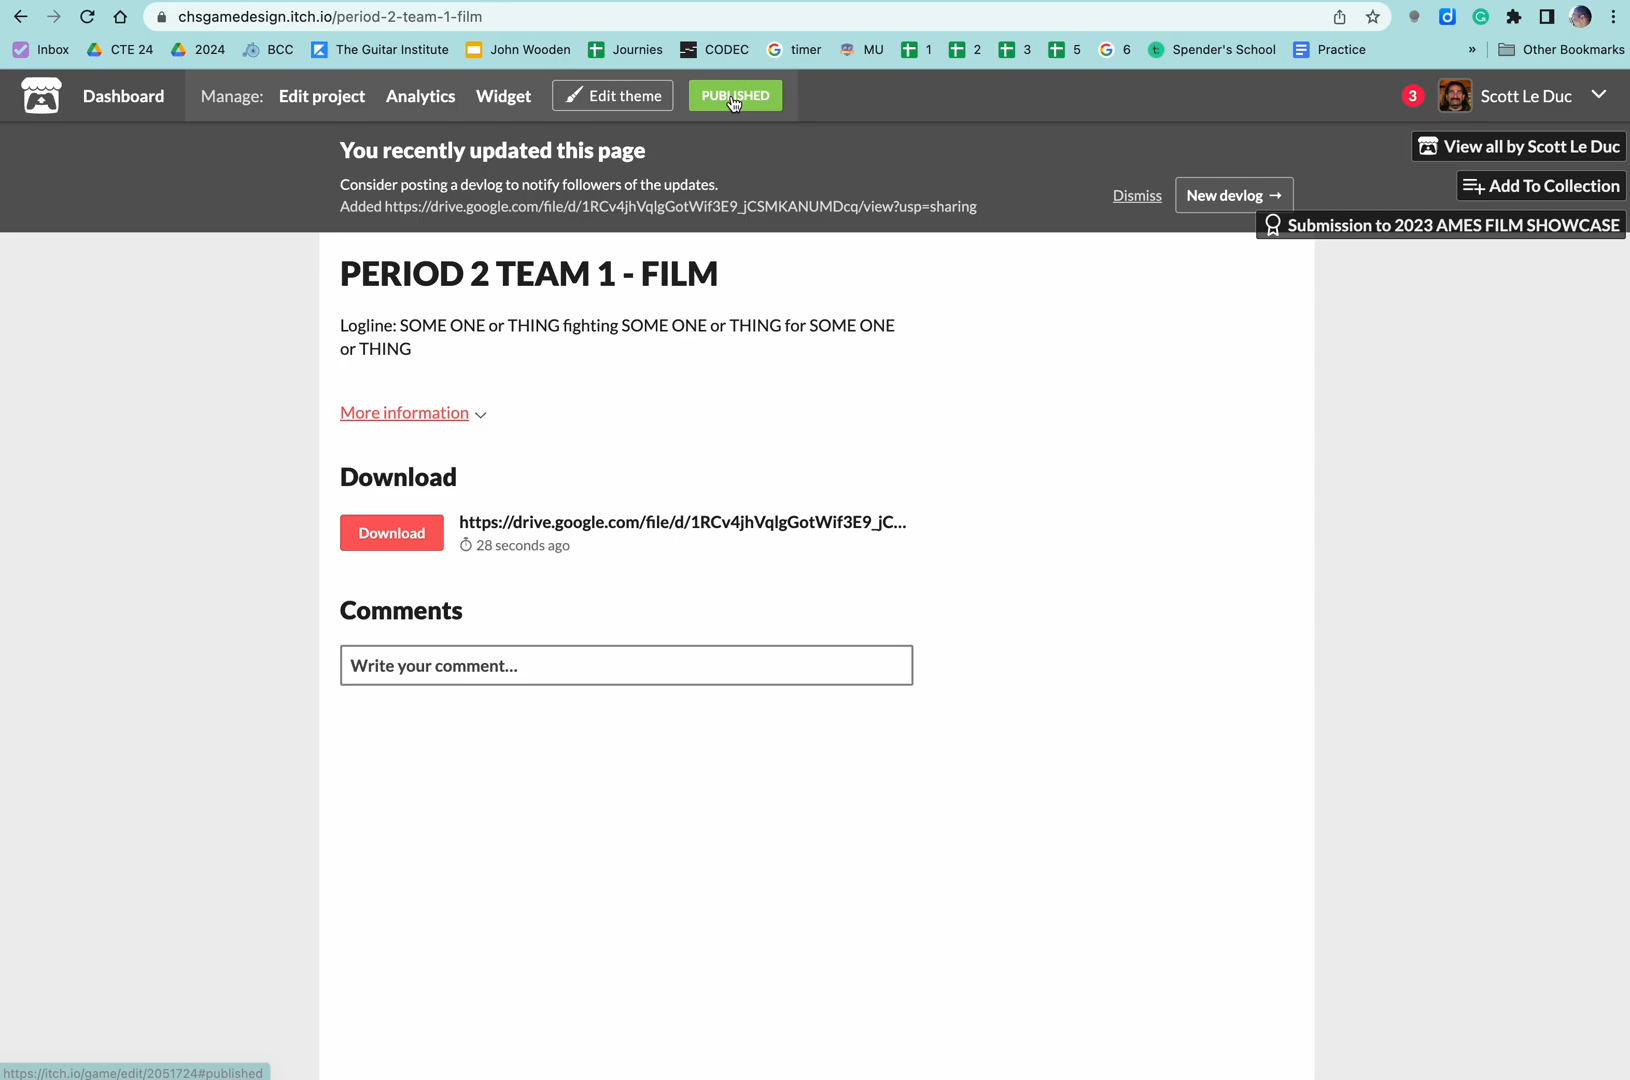 chsgamedesign.itch.io/period-2-team-1-film
Inbox CTE 24 2024 BCC The Guitar Institute John Wooden Journies CODEC timer MU 1 2 3 5 6 Spender's School Practice » Other Bookmarks
Dashboard Manage: Edit project Analytics Widget Edit theme PUBLISHED 3 Scott Le Duc
You recently updated this page
View all by Scott Le Duc
Consider posting a devlog to notify followers of the updates.
Add To Collection
Added https://drive.google.com/file/d/1RCv4jhVqlgGotWif3E9_jCSMKANUMDcq/view?usp=sharing
Dismiss New devlog →
Submission to 2023 AMES FILM SHOWCASE
PERIOD 2 TEAM 1 - FILM
Logline: SOME ONE or THING fighting SOME ONE or THING for SOME ONE
or THING
More information
Download
Download https://drive.google.com/file/d/1RCv4jhVqlgGotWif3E9_jC...
28 seconds ago
Comments
Write your comment...
https://itch.io/game/edit/2051724#published